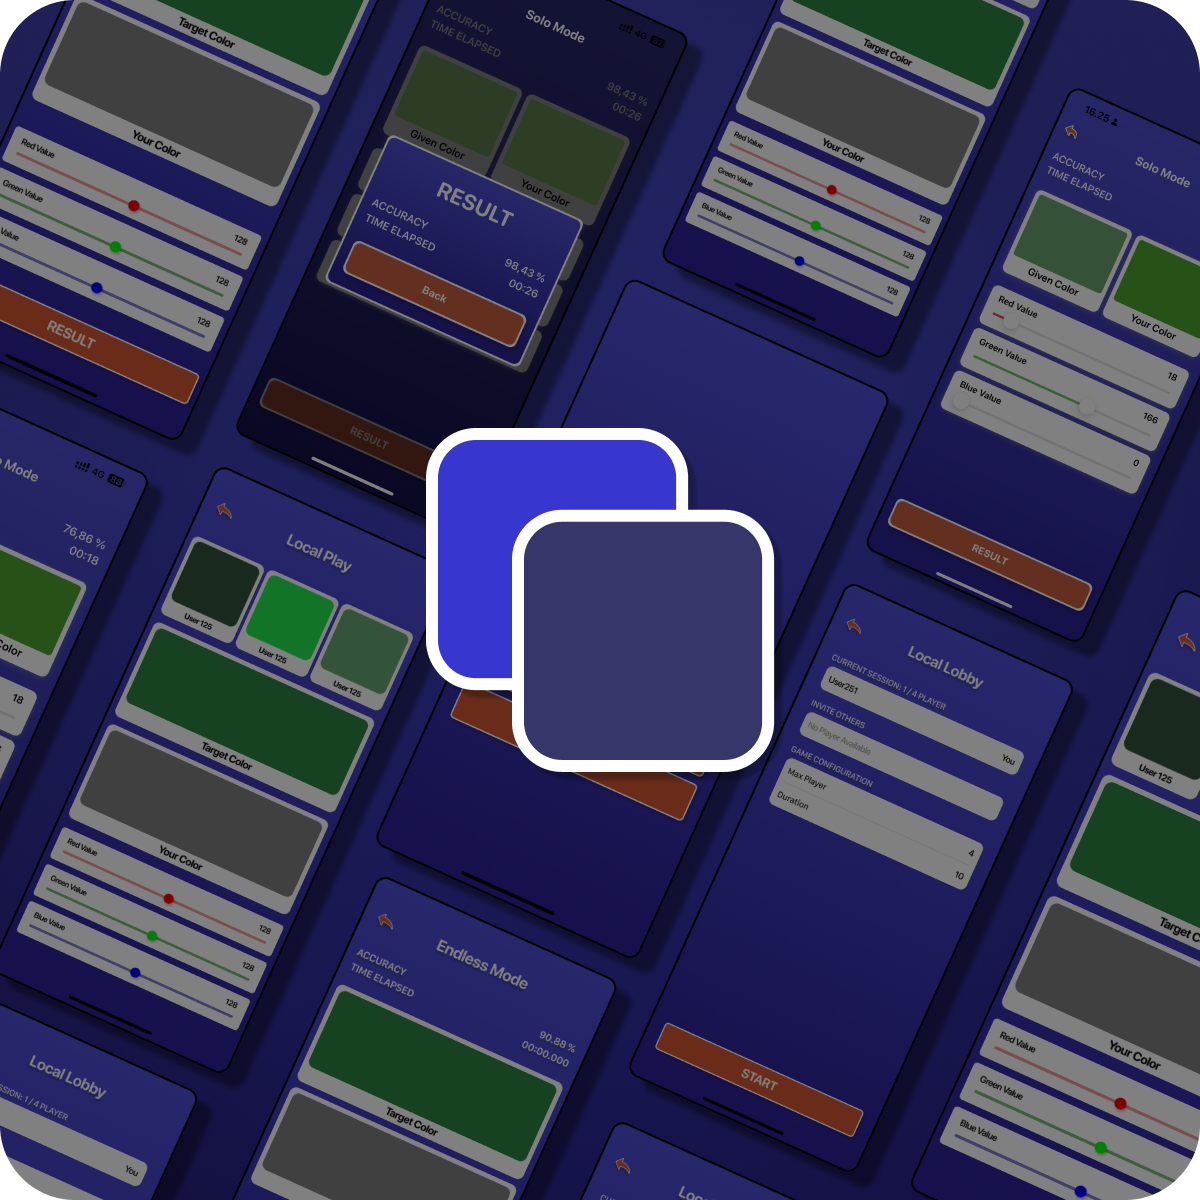 Target Color
Your Color
Red Value
128
Green Value
128
Value
128
RESULT
Solo Mode
4G 87
ACCURACY
TIME ELAPSED
98,43 %
00:26
Given Color
Your Color
RESULT
ACCURACY
TIME ELAPSED
98,43 %
00:26
Back
RESULT
Target Color
Your Color
Red Value
128
Green Value
128
Blue Value
128
16.25
Solo Mode
ACCURACY
TIME ELAPSED
Given Color
Your Color
Red Value
18
Green Value
166
Blue Value
0
RESULT
Mode
4G 88
76,86 %
00:18
Color
18
Local Play
User 125
User 125
User 125
Target Color
Your Color
Red Value
128
Green Value
128
Blue Value
128
Local Lobby
CURRENT SESSION: 1 / 4 PLAYER
User251
You
INVITE OTHERS
No Player Available
GAME CONFIGURATION
Max Player
4
Duration
10
START
Endless Mode
ACCURACY
TIME ELAPSED
90.88 %
00:00.000
Target Color
User 125
Target C
Your Color
Red Value
Green Value
Blue Value
Local Lobby
SSION: 1 / 4 PLAYER
You
Loc